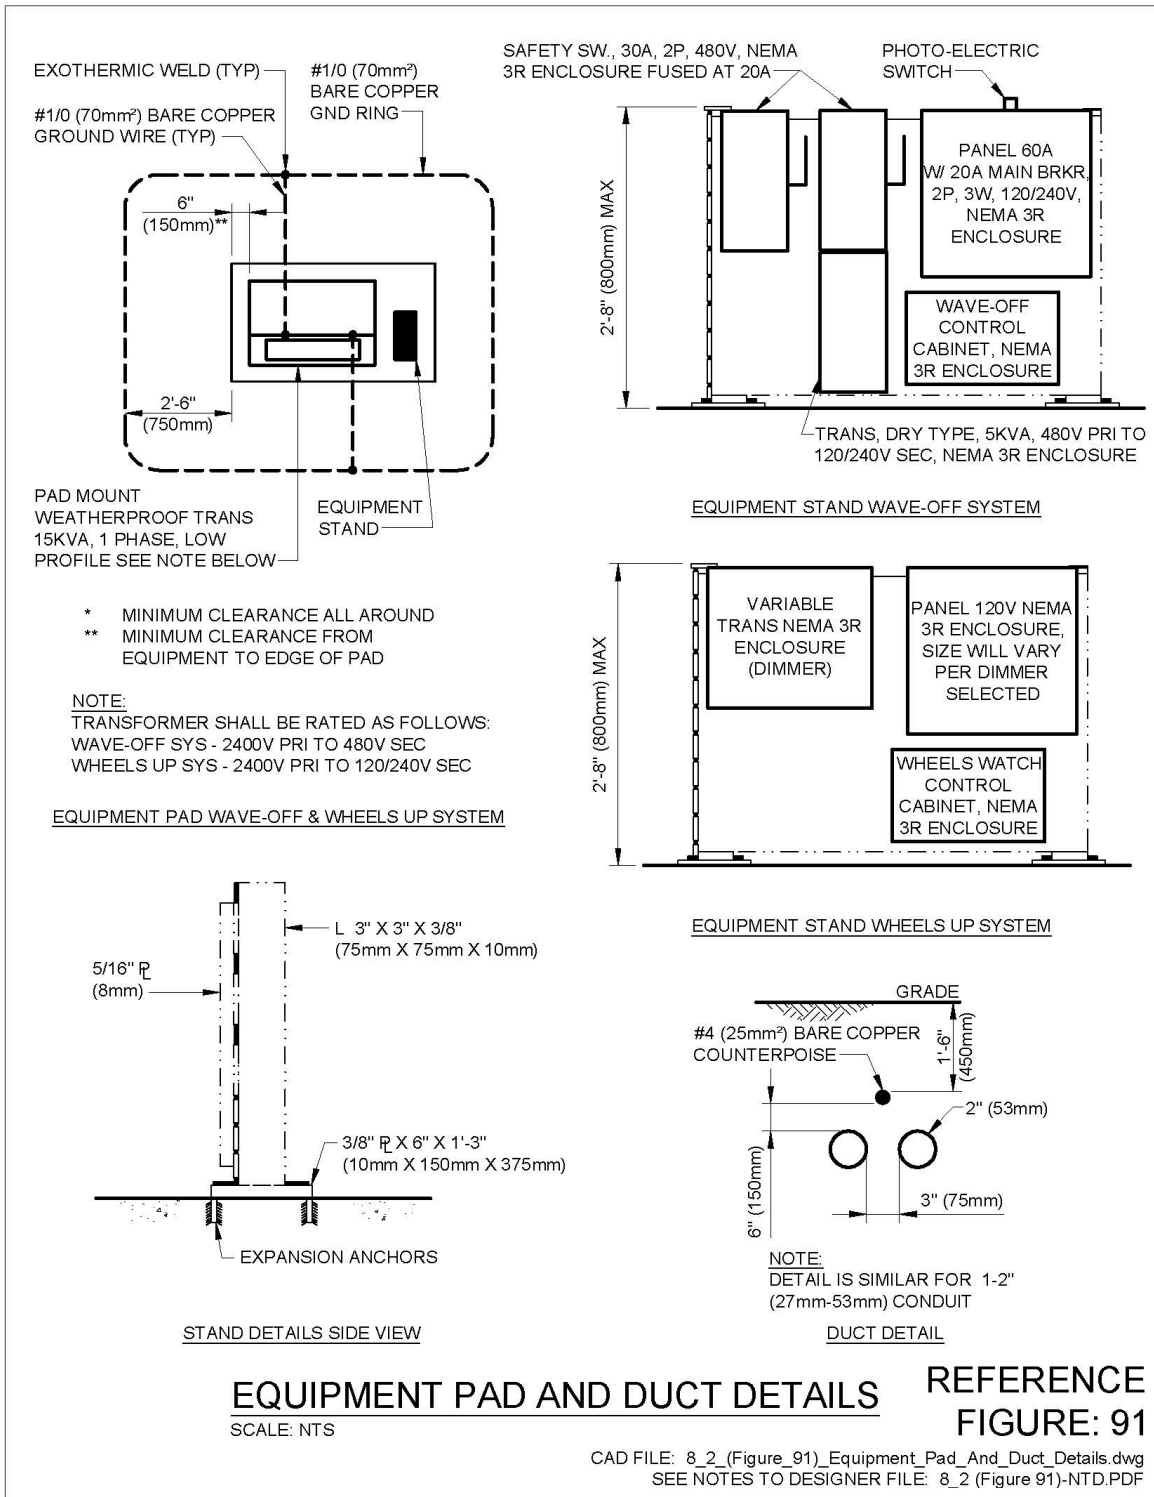 EXOTHERMIC WELD (TYP)
#1/0 (70mm²)
BARE COPPER
GND RING
#1/0 (70mm²) BARE COPPER
GROUND WIRE (TYP)
6"
(150mm)**
2'-6"
(750mm)
PAD MOUNT
WEATHERPROOF TRANS
15KVA, 1 PHASE, LOW
PROFILE SEE NOTE BELOW
EQUIPMENT
STAND
* MINIMUM CLEARANCE ALL AROUND
** MINIMUM CLEARANCE FROM
EQUIPMENT TO EDGE OF PAD
NOTE:
TRANSFORMER SHALL BE RATED AS FOLLOWS:
WAVE-OFF SYS - 2400V PRI TO 480V SEC
WHEELS UP SYS - 2400V PRI TO 120/240V SEC
EQUIPMENT PAD WAVE-OFF & WHEELS UP SYSTEM
SAFETY SW., 30A, 2P, 480V, NEMA
3R ENCLOSURE FUSED AT 20A
PHOTO-ELECTRIC
SWITCH
2'-8" (800mm) MAX
PANEL 60A
W/ 20A MAIN BRKR,
2P, 3W, 120/240V,
NEMA 3R
ENCLOSURE
WAVE-OFF
CONTROL
CABINET, NEMA
3R ENCLOSURE
TRANS, DRY TYPE, 5KVA, 480V PRI TO
120/240V SEC, NEMA 3R ENCLOSURE
EQUIPMENT STAND WAVE-OFF SYSTEM
2'-8" (800mm) MAX
VARIABLE
TRANS NEMA 3R
ENCLOSURE
(DIMMER)
PANEL 120V NEMA
3R ENCLOSURE,
SIZE WILL VARY
PER DIMMER
SELECTED
WHEELS WATCH
CONTROL
CABINET, NEMA
3R ENCLOSURE
EQUIPMENT STAND WHEELS UP SYSTEM
L 3" X 3" X 3/8"
(75mm X 75mm X 10mm)
5/16" PL
(8mm)
3/8" PL X 6" X 1'-3"
(10mm X 150mm X 375mm)
EXPANSION ANCHORS
STAND DETAILS SIDE VIEW
GRADE
#4 (25mm²) BARE COPPER
COUNTERPOISE
1'-6"
(450mm)
2" (53mm)
6" (150mm)
3" (75mm)
NOTE:
DETAIL IS SIMILAR FOR 1-2"
(27mm-53mm) CONDUIT
DUCT DETAIL
EQUIPMENT PAD AND DUCT DETAILS
SCALE: NTS
REFERENCE
FIGURE: 91
CAD FILE: 8_2_(Figure_91)_Equipment_Pad_And_Duct_Details.dwg
SEE NOTES TO DESIGNER FILE: 8_2 (Figure 91)-NTD.PDF